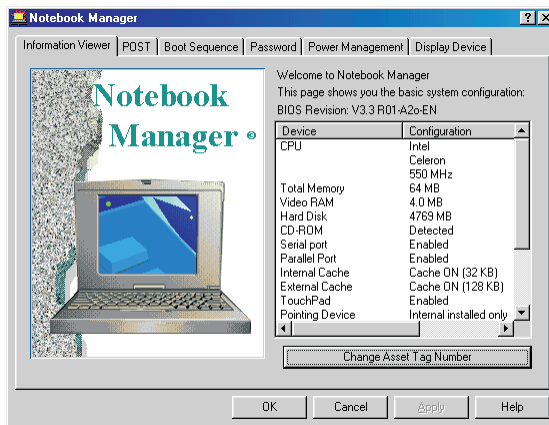 Notebook Manager
Information Viewer POST Boot Sequence Password Power Management Display Device
Notebook
Manager ®
Welcome to Notebook Manager
This page shows you the basic system configuration:
BIOS Revision: V3.3 R01-A2o-EN
Device Configuration
CPU Intel
Celeron
550 MHz
Total Memory 64 MB
Video RAM 4.0 MB
Hard Disk 4769 MB
CD-ROM Detected
Serial port Enabled
Parallel Port Enabled
Internal Cache Cache ON (32 KB)
External Cache Cache ON (128 KB)
TouchPad Enabled
Pointing Device Internal installed only
Change Asset Tag Number
OK Cancel Apply Help